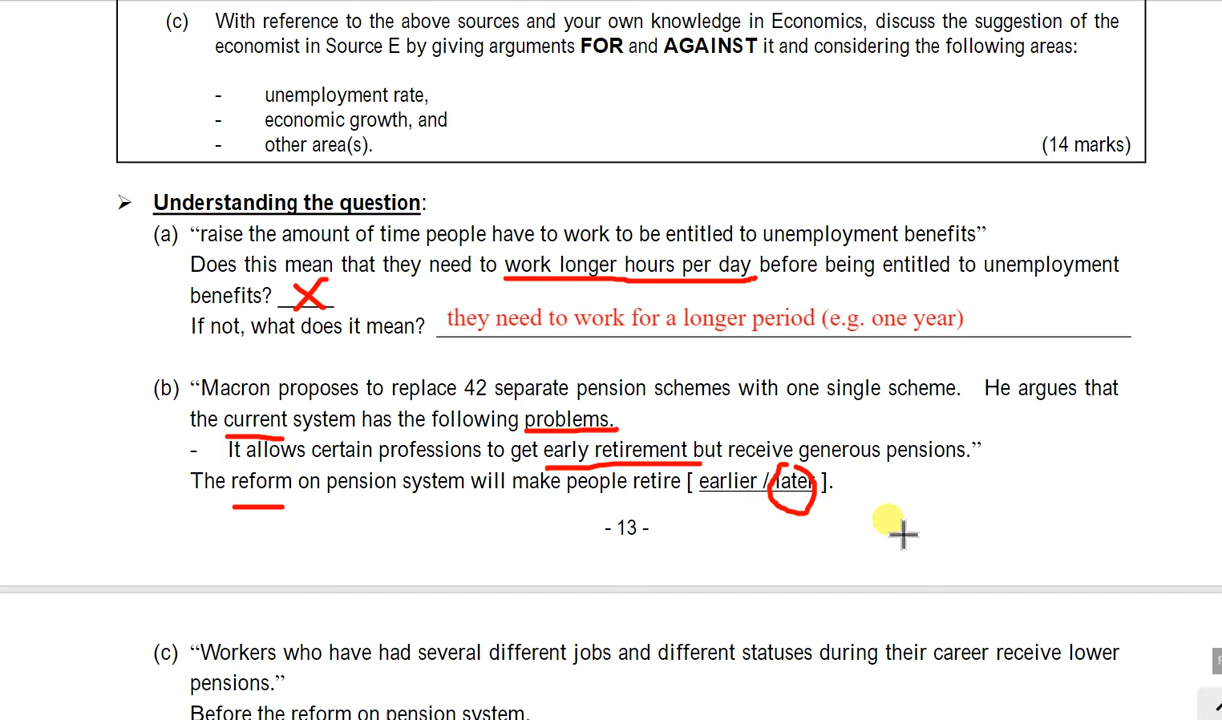 (c) With reference to the above sources and your own knowledge in Economics, discuss the suggestion of the
economist in Source E by giving arguments FOR and AGAINST it and considering the following areas:
- unemployment rate,
- economic growth, and
- other area(s). (14 marks)
➢ Understanding the question:
(a) “raise the amount of time people have to work to be entitled to unemployment benefits”
Does this mean that they need to work longer hours per day before being entitled to unemployment
benefits? ____
If not, what does it mean? they need to work for a longer period (e.g. one year)
(b) “Macron proposes to replace 42 separate pension schemes with one single scheme. He argues that
the current system has the following problems.
- It allows certain professions to get early retirement but receive generous pensions.”
The reform on pension system will make people retire [ earlier / later ].
- 13 -
(c) “Workers who have had several different jobs and different statuses during their career receive lower
pensions.”
Before the reform on pension system,